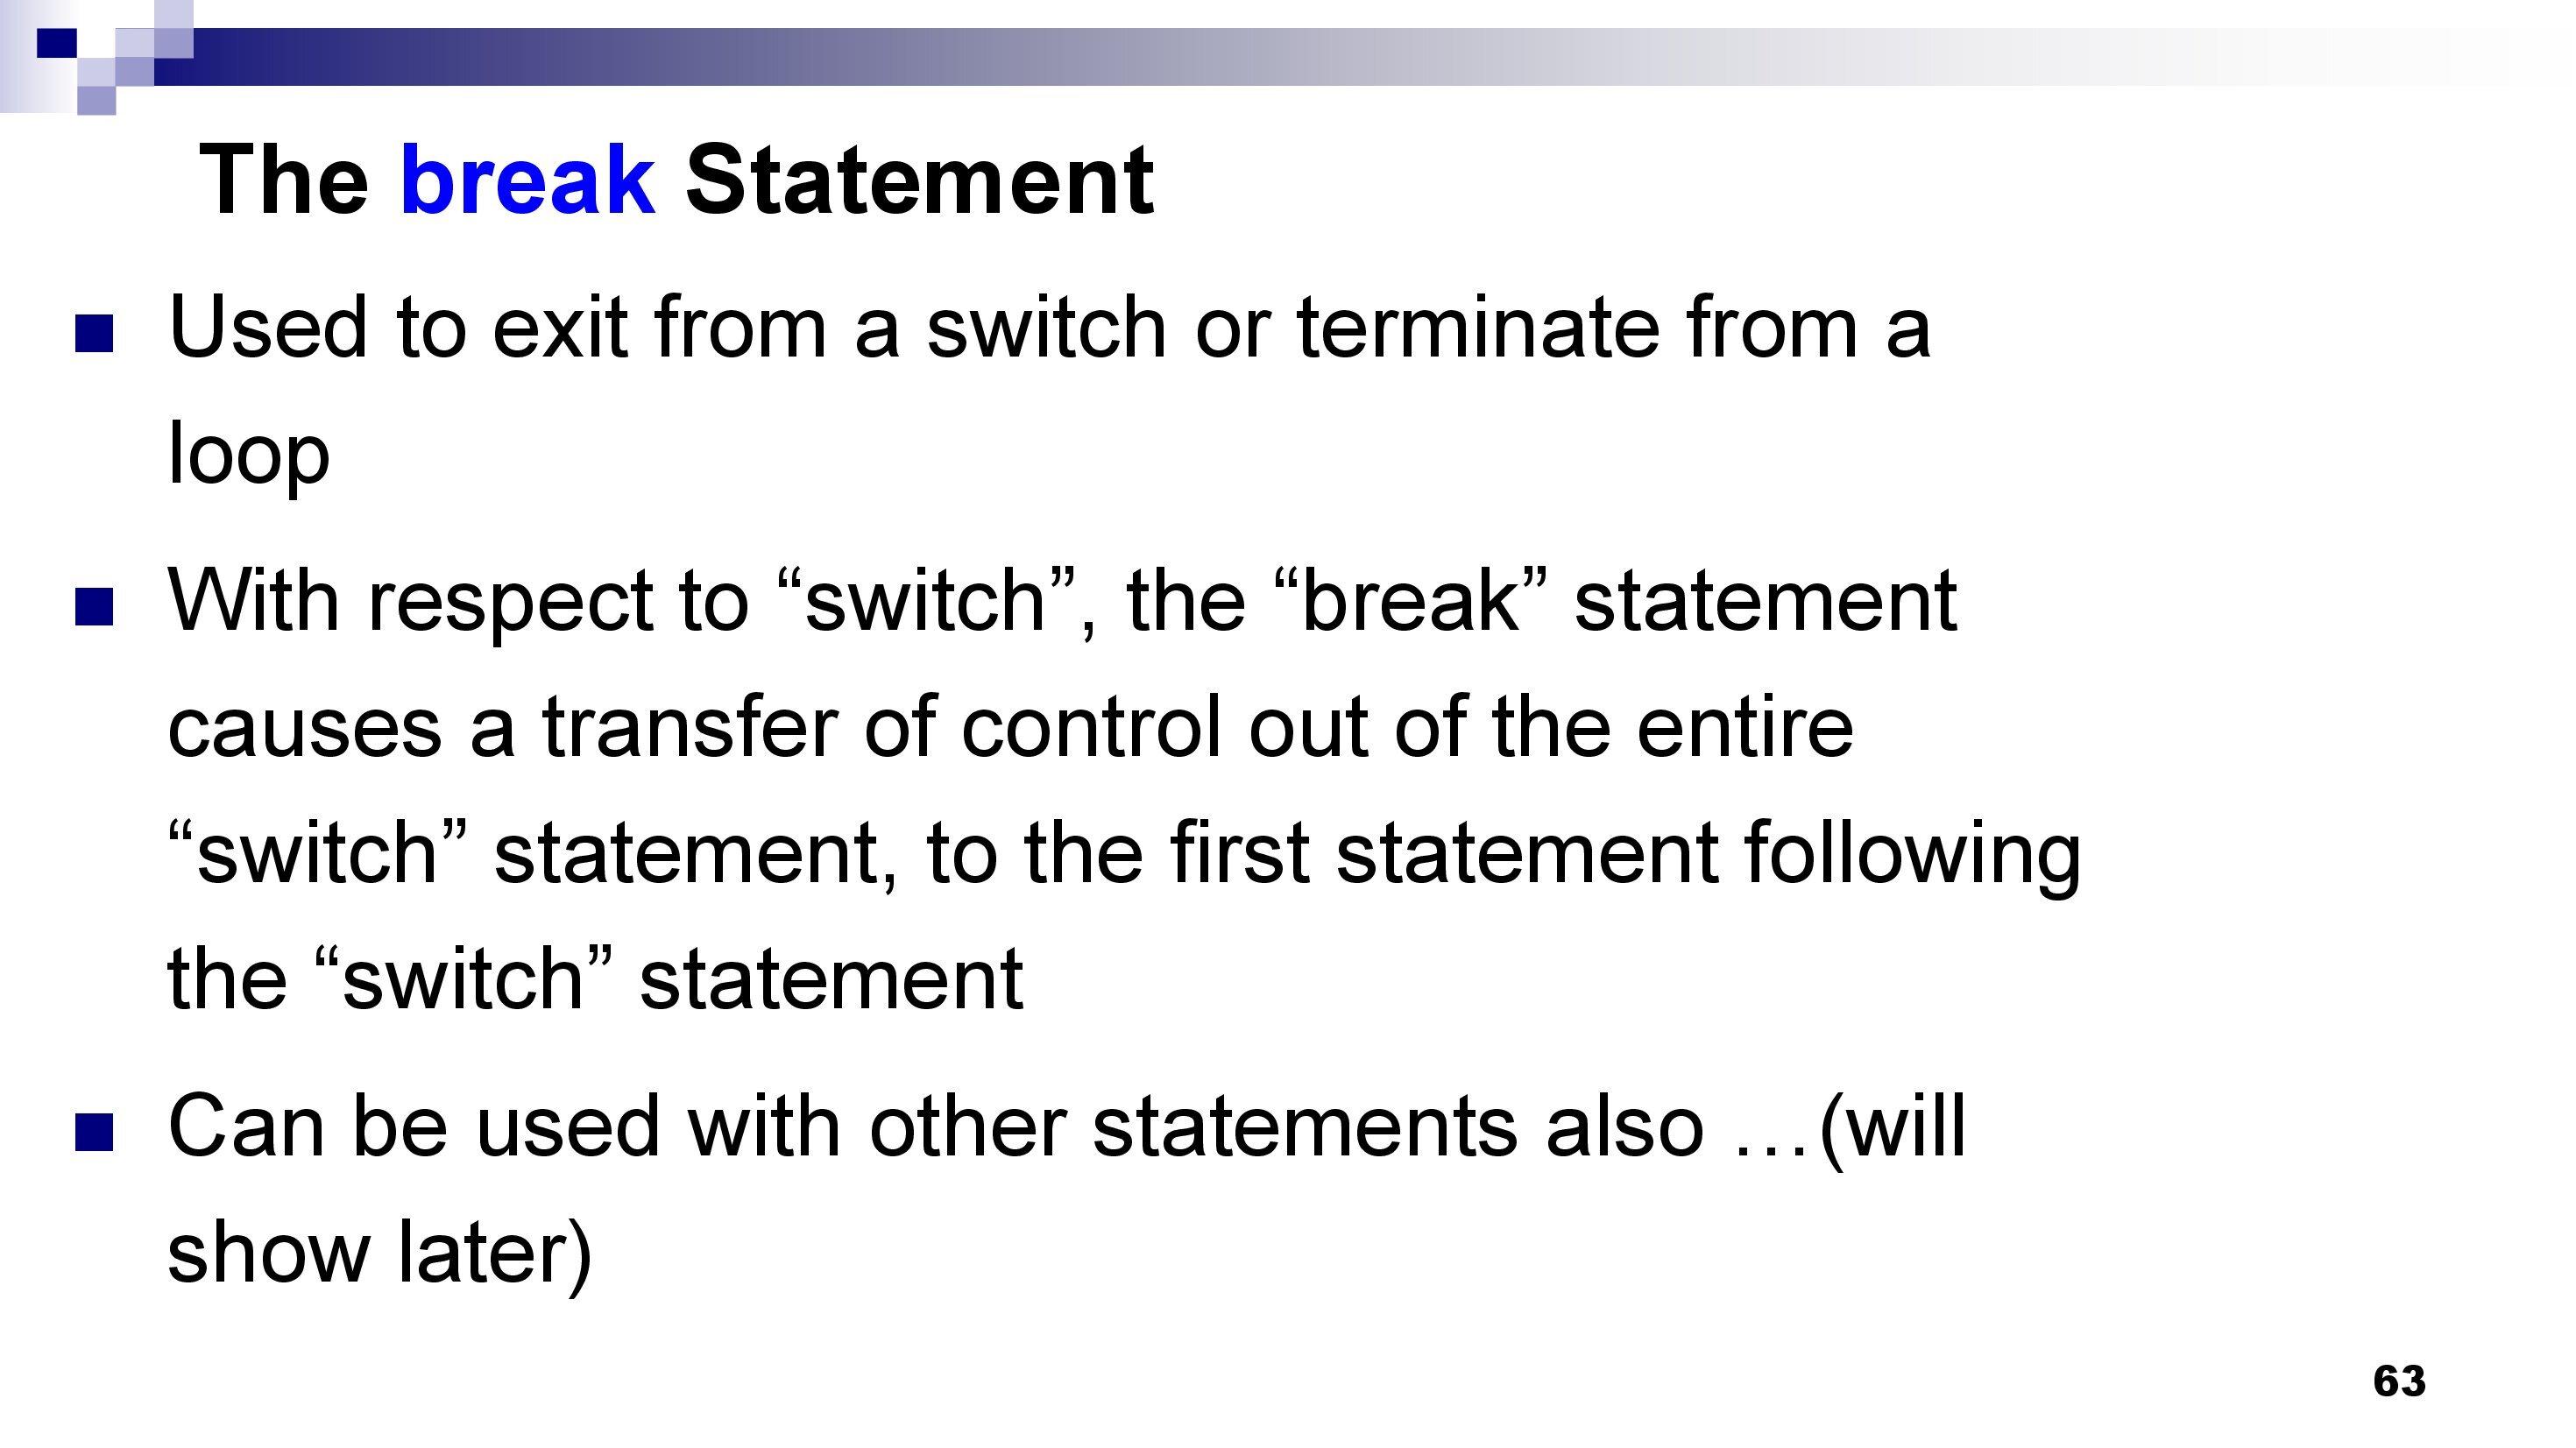 The break Statement
Used to exit from a switch or terminate from a
loop
With respect to “switch”, the “break” statement
causes a transfer of control out of the entire
“switch” statement, to the first statement following
the “switch” statement
Can be used with other statements also …(will
show later)
63